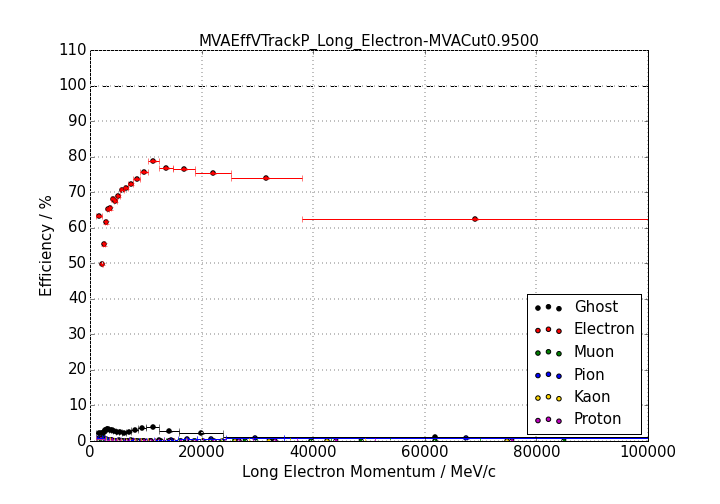 MVAEffVTrackP_Long_Electron-MVACut0.9500
110
100
90
80
70
60
50
40
30
20
10
0
Efficiency / %
Ghost
Electron
Muon
Pion
Kaon
Proton
0 20000 40000 60000 80000 100000
Long Electron Momentum / MeV/c